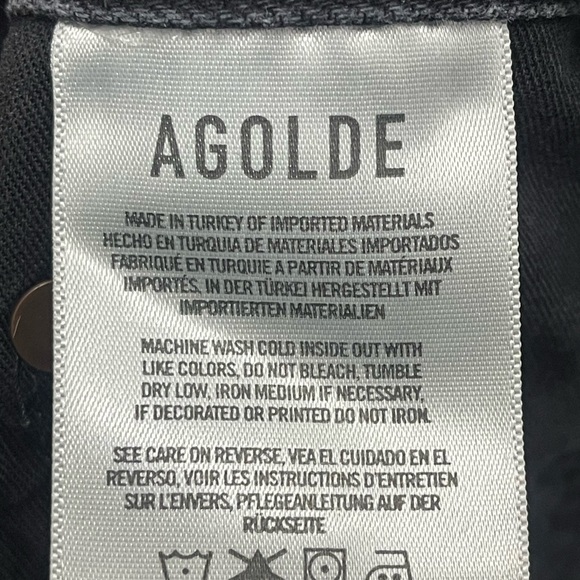 AGOLDE
MADE IN TURKEY OF IMPORTED MATERIALS
HECHO EN TURQUIA DE MATERIALES IMPORTADOS
FABRIQUÉ EN TURQUIE A PARTIR DE MATÉRIAUX
IMPORTÉS, IN DER TÜRKEI HERGESTELLT MIT
IMPORTIERTEN MATERIALIEN
MACHINE WASH COLD INSIDE OUT WITH
LIKE COLORS, DO NOT BLEACH, TUMBLE
DRY LOW, IRON MEDIUM IF NECESSARY,
IF DECORATED OR PRINTED DO NOT IRON.
SEE CARE ON REVERSE, VEA EL CUIDADO EN EL
REVERSO, VOIR LES INSTRUCTIONS D'ENTRETIEN
SUR L'ENVERS, PFLEGEANLEITUNG AUF DER
RÜCKSEITE